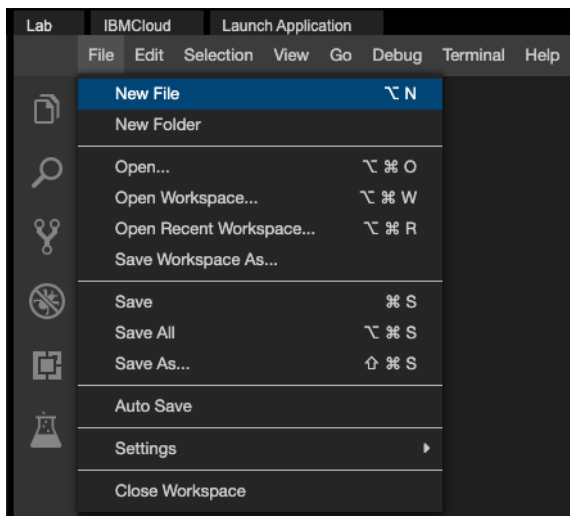 Lab IBMCloud Launch Application
File Edit Selection View Go Debug Terminal Help
New File ⌥ N
New Folder
Open... ⌥ ⌘ O
Open Workspace... ⌥ ⌘ W
Open Recent Workspace... ⌥ ⌘ R
Save Workspace As...
Save ⌘ S
Save All ⌥ ⌘ S
Save As... ⇧ ⌘ S
Auto Save
Settings
Close Workspace